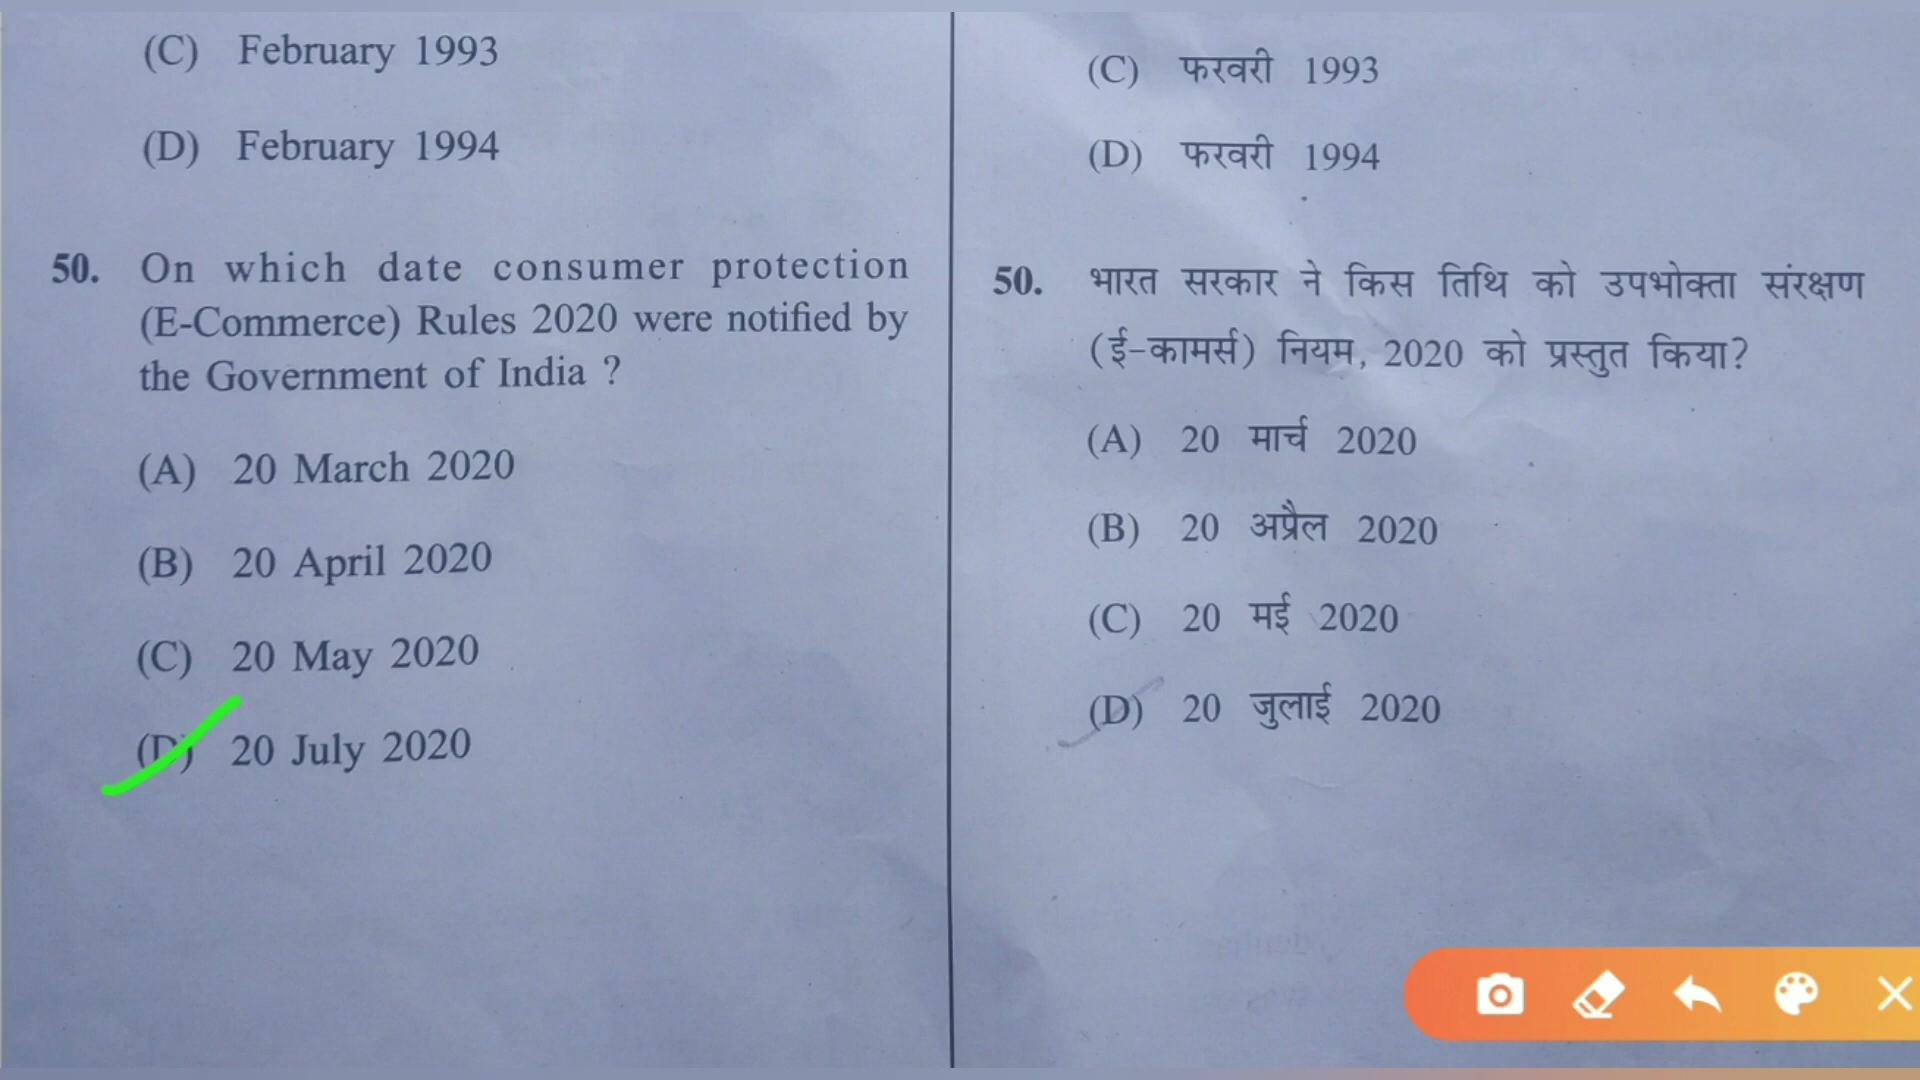 (C) February 1993
(D) February 1994
50. On which date consumer protection
(E-Commerce) Rules 2020 were notified by
the Government of India ?
(A) 20 March 2020
(B) 20 April 2020
(C) 20 May 2020
(D) 20 July 2020
(C) फरवरी 1993
(D) फरवरी 1994
50. भारत सरकार ने किस तिथि को उपभोक्ता संरक्षण
(ई-कामर्स) नियम, 2020 को प्रस्तुत किया?
(A) 20 मार्च 2020
(B) 20 अप्रैल 2020
(C) 20 मई 2020
(D) 20 जुलाई 2020